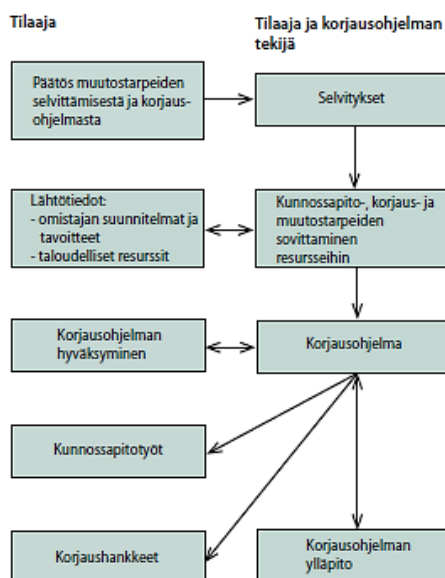 Tilaaja
Tilaaja ja korjausohjelman
tekijä
Päätös muutostarpeiden
selvittämisestä ja korjaus-
ohjelmasta
Selvitykset
Lähtötiedot:
- omistajan suunnitelmat ja
tavoitteet
- taloudelliset resurssit
Kunnossapito-, korjaus- ja
muutostarpeiden
sovittaminen
resursseihin
Korjausohjelman
hyväksyminen
Korjausohjelma
Kunnossapitotyöt
Korjaushankkeet
Korjausohjelman
ylläpito